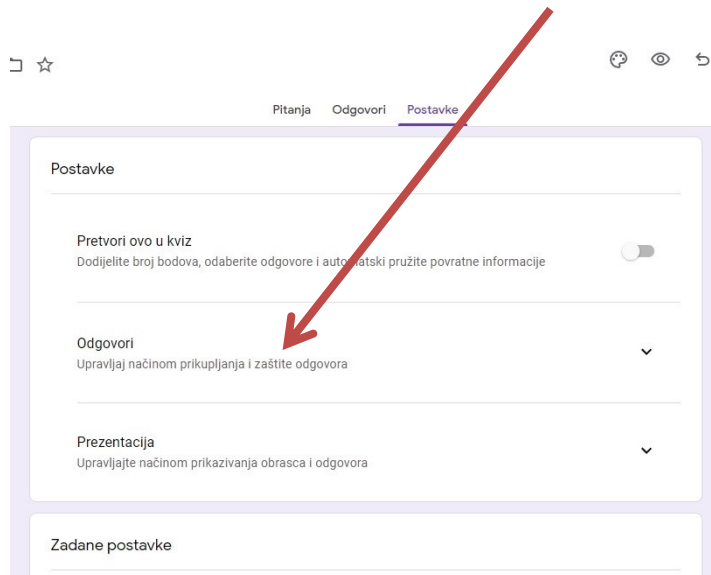 Pitanja Odgovori Postavke
Postavke
Pretvori ovo u kviz
Dodijelite broj bodova, odaberite odgovore i automatski pružite povratne informacije
Odgovori
Upravljaj načinom prikupljanja i zaštite odgovora
Prezentacija
Upravljajte načinom prikazivanja obrasca i odgovora
Zadane postavke